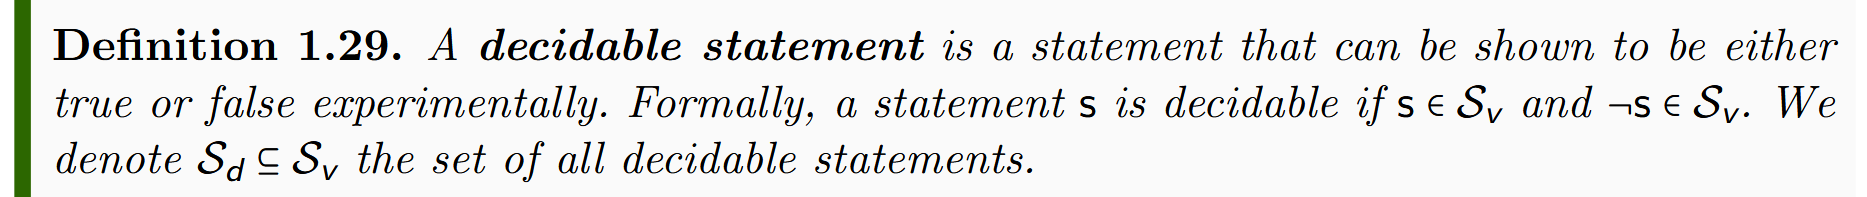 Definition 1.29. A decidable statement is a statement that can be shown to be either
true or false experimentally. Formally, a statement s is decidable if s ∈ 𝒮ᵥ and ¬s ∈ 𝒮ᵥ. We
denote 𝒮_d ⊆ 𝒮ᵥ the set of all decidable statements.